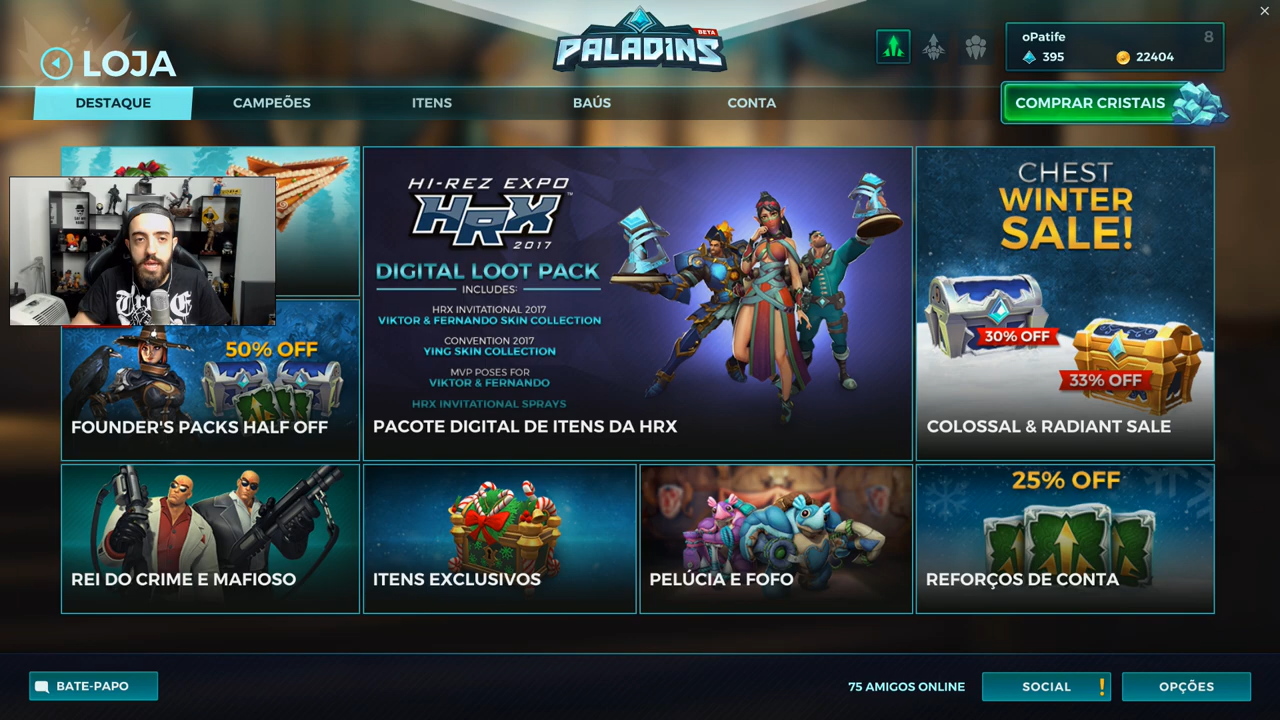 LOJA
PALADINS
BETA
oPatife
8
395
22404
DESTAQUE
CAMPEÕES
ITENS
BAÚS
CONTA
COMPRAR CRISTAIS
HI-REZ EXPO
HRX
2017
DIGITAL LOOT PACK
INCLUDES:
HRX INVITATIONAL 2017
VIKTOR & FERNANDO SKIN COLLECTION
CONVENTION 2017
YING SKIN COLLECTION
MVP POSES FOR
VIKTOR & FERNANDO
HRX INVITATIONAL SPRAYS
PACOTE DIGITAL DE ITENS DA HRX
CHEST
WINTER
SALE!
30% OFF
33% OFF
COLOSSAL & RADIANT SALE
50% OFF
FOUNDER'S PACKS HALF OFF
REI DO CRIME E MAFIOSO
ITENS EXCLUSIVOS
PELÚCIA E FOFO
25% OFF
REFORÇOS DE CONTA
BATE-PAPO
75 AMIGOS ONLINE
SOCIAL !
OPÇÕES